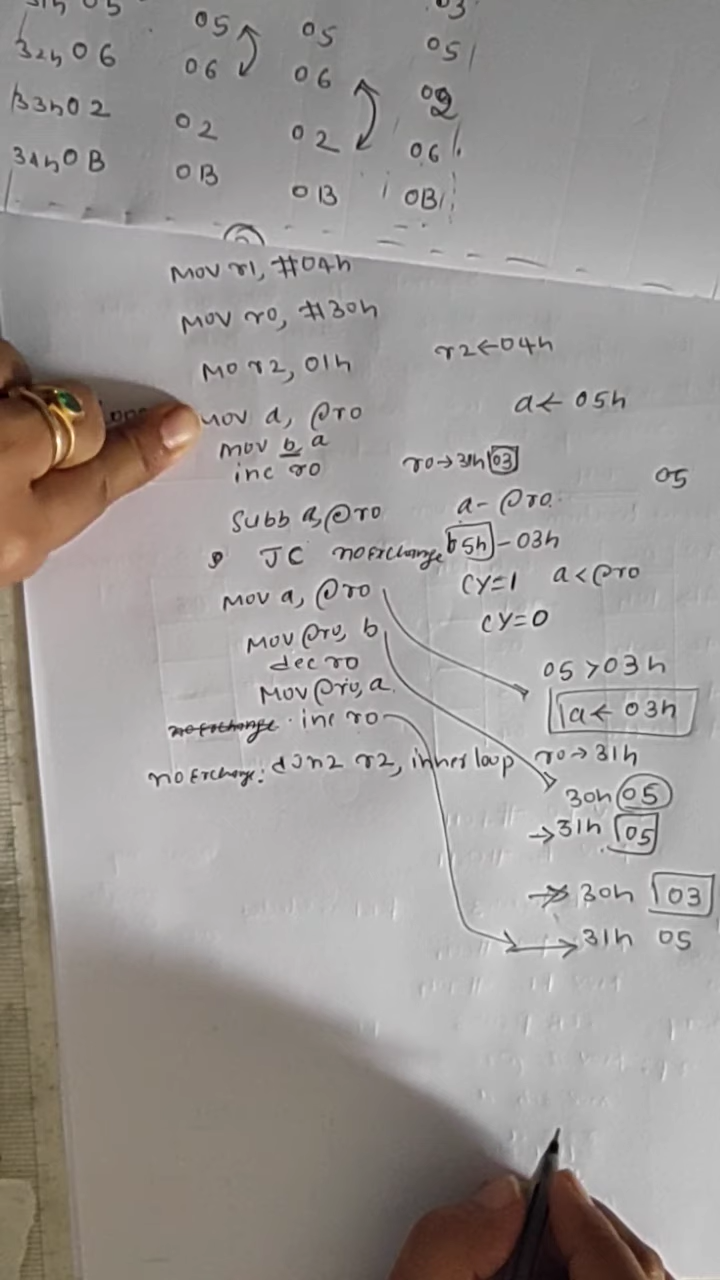 05 05 03
32h 06 06 06 05
33h 02 02 02 02
34h 0B 0B 0B 06
0B
Mov r1, #04h
Mov r0, #30h
Mo r2, 01h r2 ← 04h
mov a, @r0 a ← 05h
mov b a
inc r0 r0 → 31h 03 05
Subb a, @r0 a - @r0
JC noExchange 05h - 03h
Mov a, @r0 CY=1 a < @r0
Mov @r0, b CY=0
dec r0 05 > 03h
Mov @r0, a a ← 03h
noExchange. inc r0
noExchange: djnz r2, inner loop r0 → 31h
30h 05
→ 31h 05
→ 30h 03
→ 31h 05